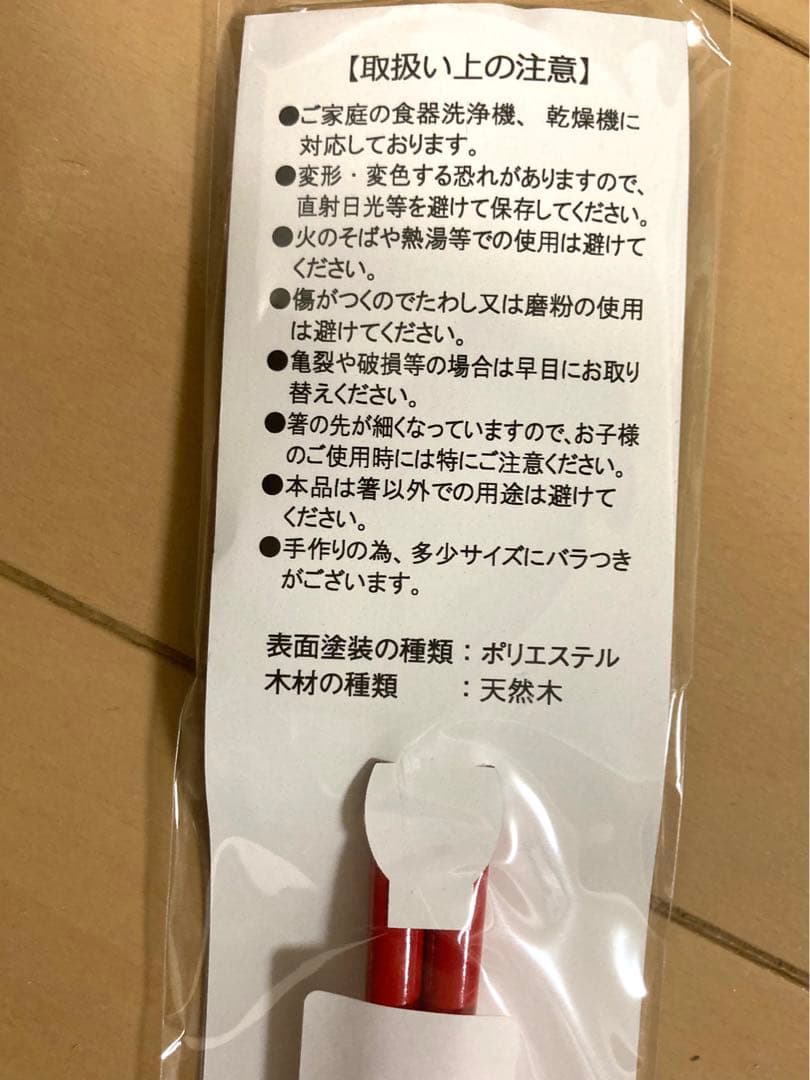 【取扱い上の注意】
●ご家庭の食器洗浄機、乾燥機に
対応しております。
●変形・変色する恐れがありますので、
直射日光等を避けて保存してください。
●火のそばや熱湯等での使用は避けて
ください。
●傷がつくのでたわし又は磨粉の使用
は避けてください。
●亀裂や破損等の場合は早目にお取り
替えください。
●箸の先が細くなっていますので、お子様
のご使用時には特にご注意ください。
●本品は箸以外での用途は避けて
ください。
●手作りの為、多少サイズにバラつき
がございます。
表面塗装の種類：ポリエステル
木材の種類　　：天然木